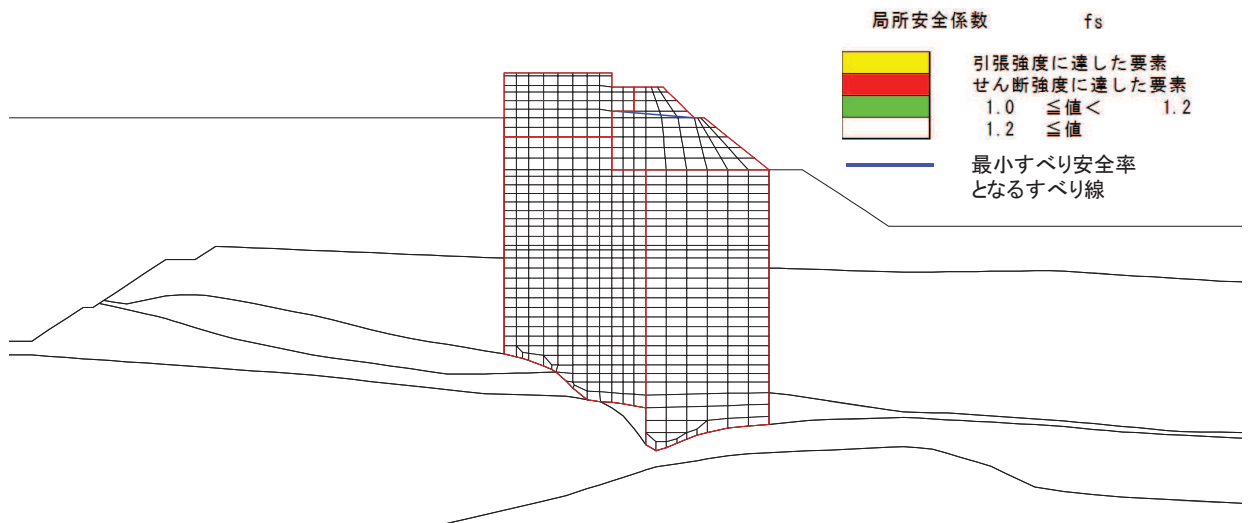 局所安全係数 fs
引張強度に達した要素
せん断強度に達した要素
1.0 ≦値< 1.2
1.2 ≦値
最小すべり安全率
となるすべり線